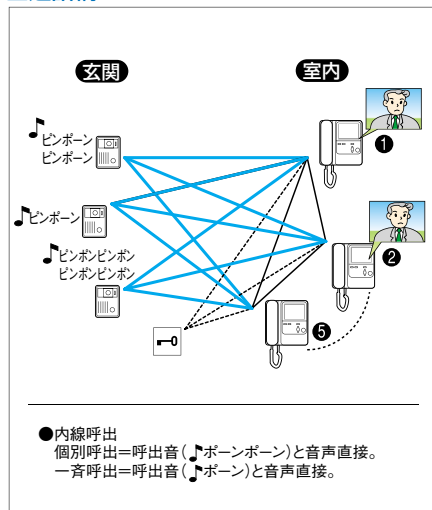 玄関
室内
ピンポーン
ピンポーン
❶
ピンポーン
ピンポンピンポン
ピンポンピンポン
❷
❺
●内線呼出
個別呼出=呼出音(♪ポーンポーン)と音声直接。
一斉呼出=呼出音(♪ポーン)と音声直接。